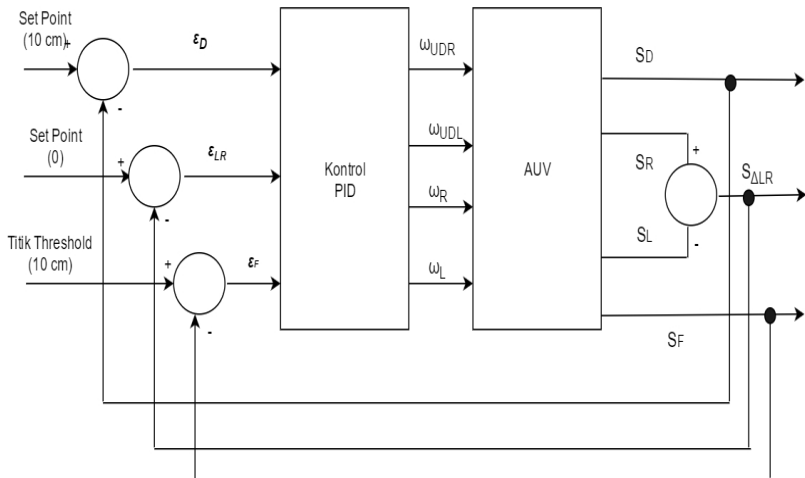 Set Point
(10 cm)
+
-
ε_D
Set Point
(0)
+
-
ε_LR
Titik Threshold
(10 cm)
+
-
ε_F
Kontrol
PID
ω_UDR
ω_UDL
ω_R
ω_L
AUV
S_D
S_R
S_L
+
-
S_ΔLR
S_F